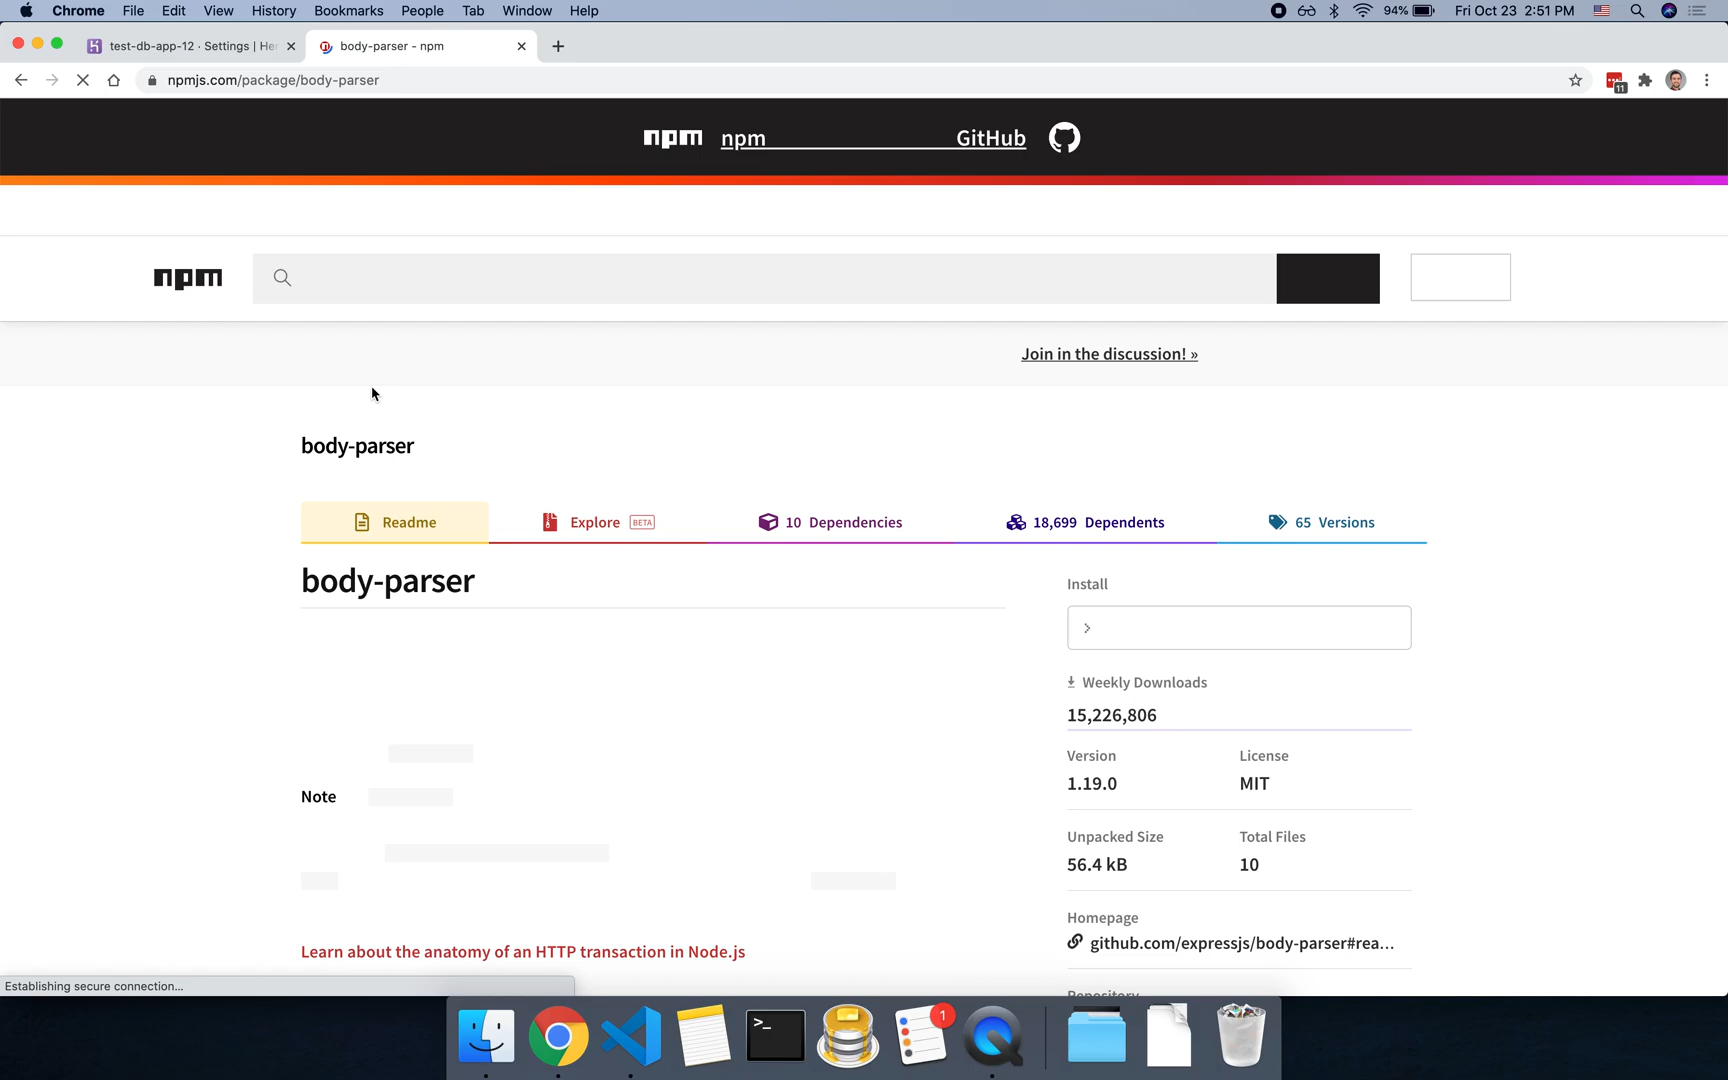 Chrome File Edit View History Bookmarks People Tab Window Help 94% Fri Oct 23 2:51 PM
test-db-app-12 · Settings | Her body-parser - npm
npmjs.com/package/body-parser 11
npm npm GitHub
npm
Join in the discussion! »
body-parser
Readme Explore BETA 10 Dependencies 18,699 Dependents 65 Versions
body-parser
Install
>
Weekly Downloads
15,226,806
Version License
1.19.0 MIT
Note
Unpacked Size Total Files
56.4 kB 10
Homepage
github.com/expressjs/body-parser#rea...
Learn about the anatomy of an HTTP transaction in Node.js
Repository
Establishing secure connection...
>_ 1